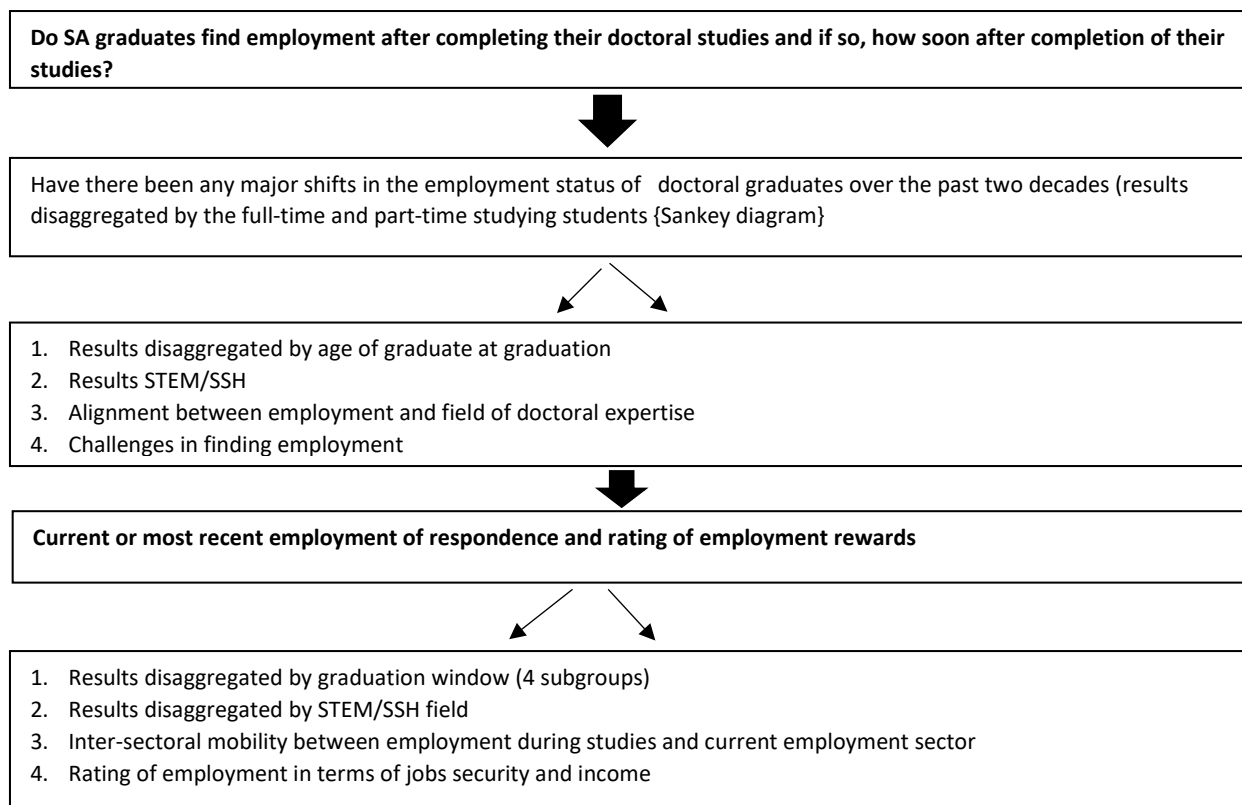 Do SA graduates find employment after completing their doctoral studies and if so, how soon after completion of their
studies?
Have there been any major shifts in the employment status of doctoral graduates over the past two decades (results
disaggregated by the full-time and part-time studying students {Sankey diagram}
1. Results disaggregated by age of graduate at graduation
2. Results STEM/SSH
3. Alignment between employment and field of doctoral expertise
4. Challenges in finding employment
Current or most recent employment of respondence and rating of employment rewards
1. Results disaggregated by graduation window (4 subgroups)
2. Results disaggregated by STEM/SSH field
3. Inter-sectoral mobility between employment during studies and current employment sector
4. Rating of employment in terms of jobs security and income